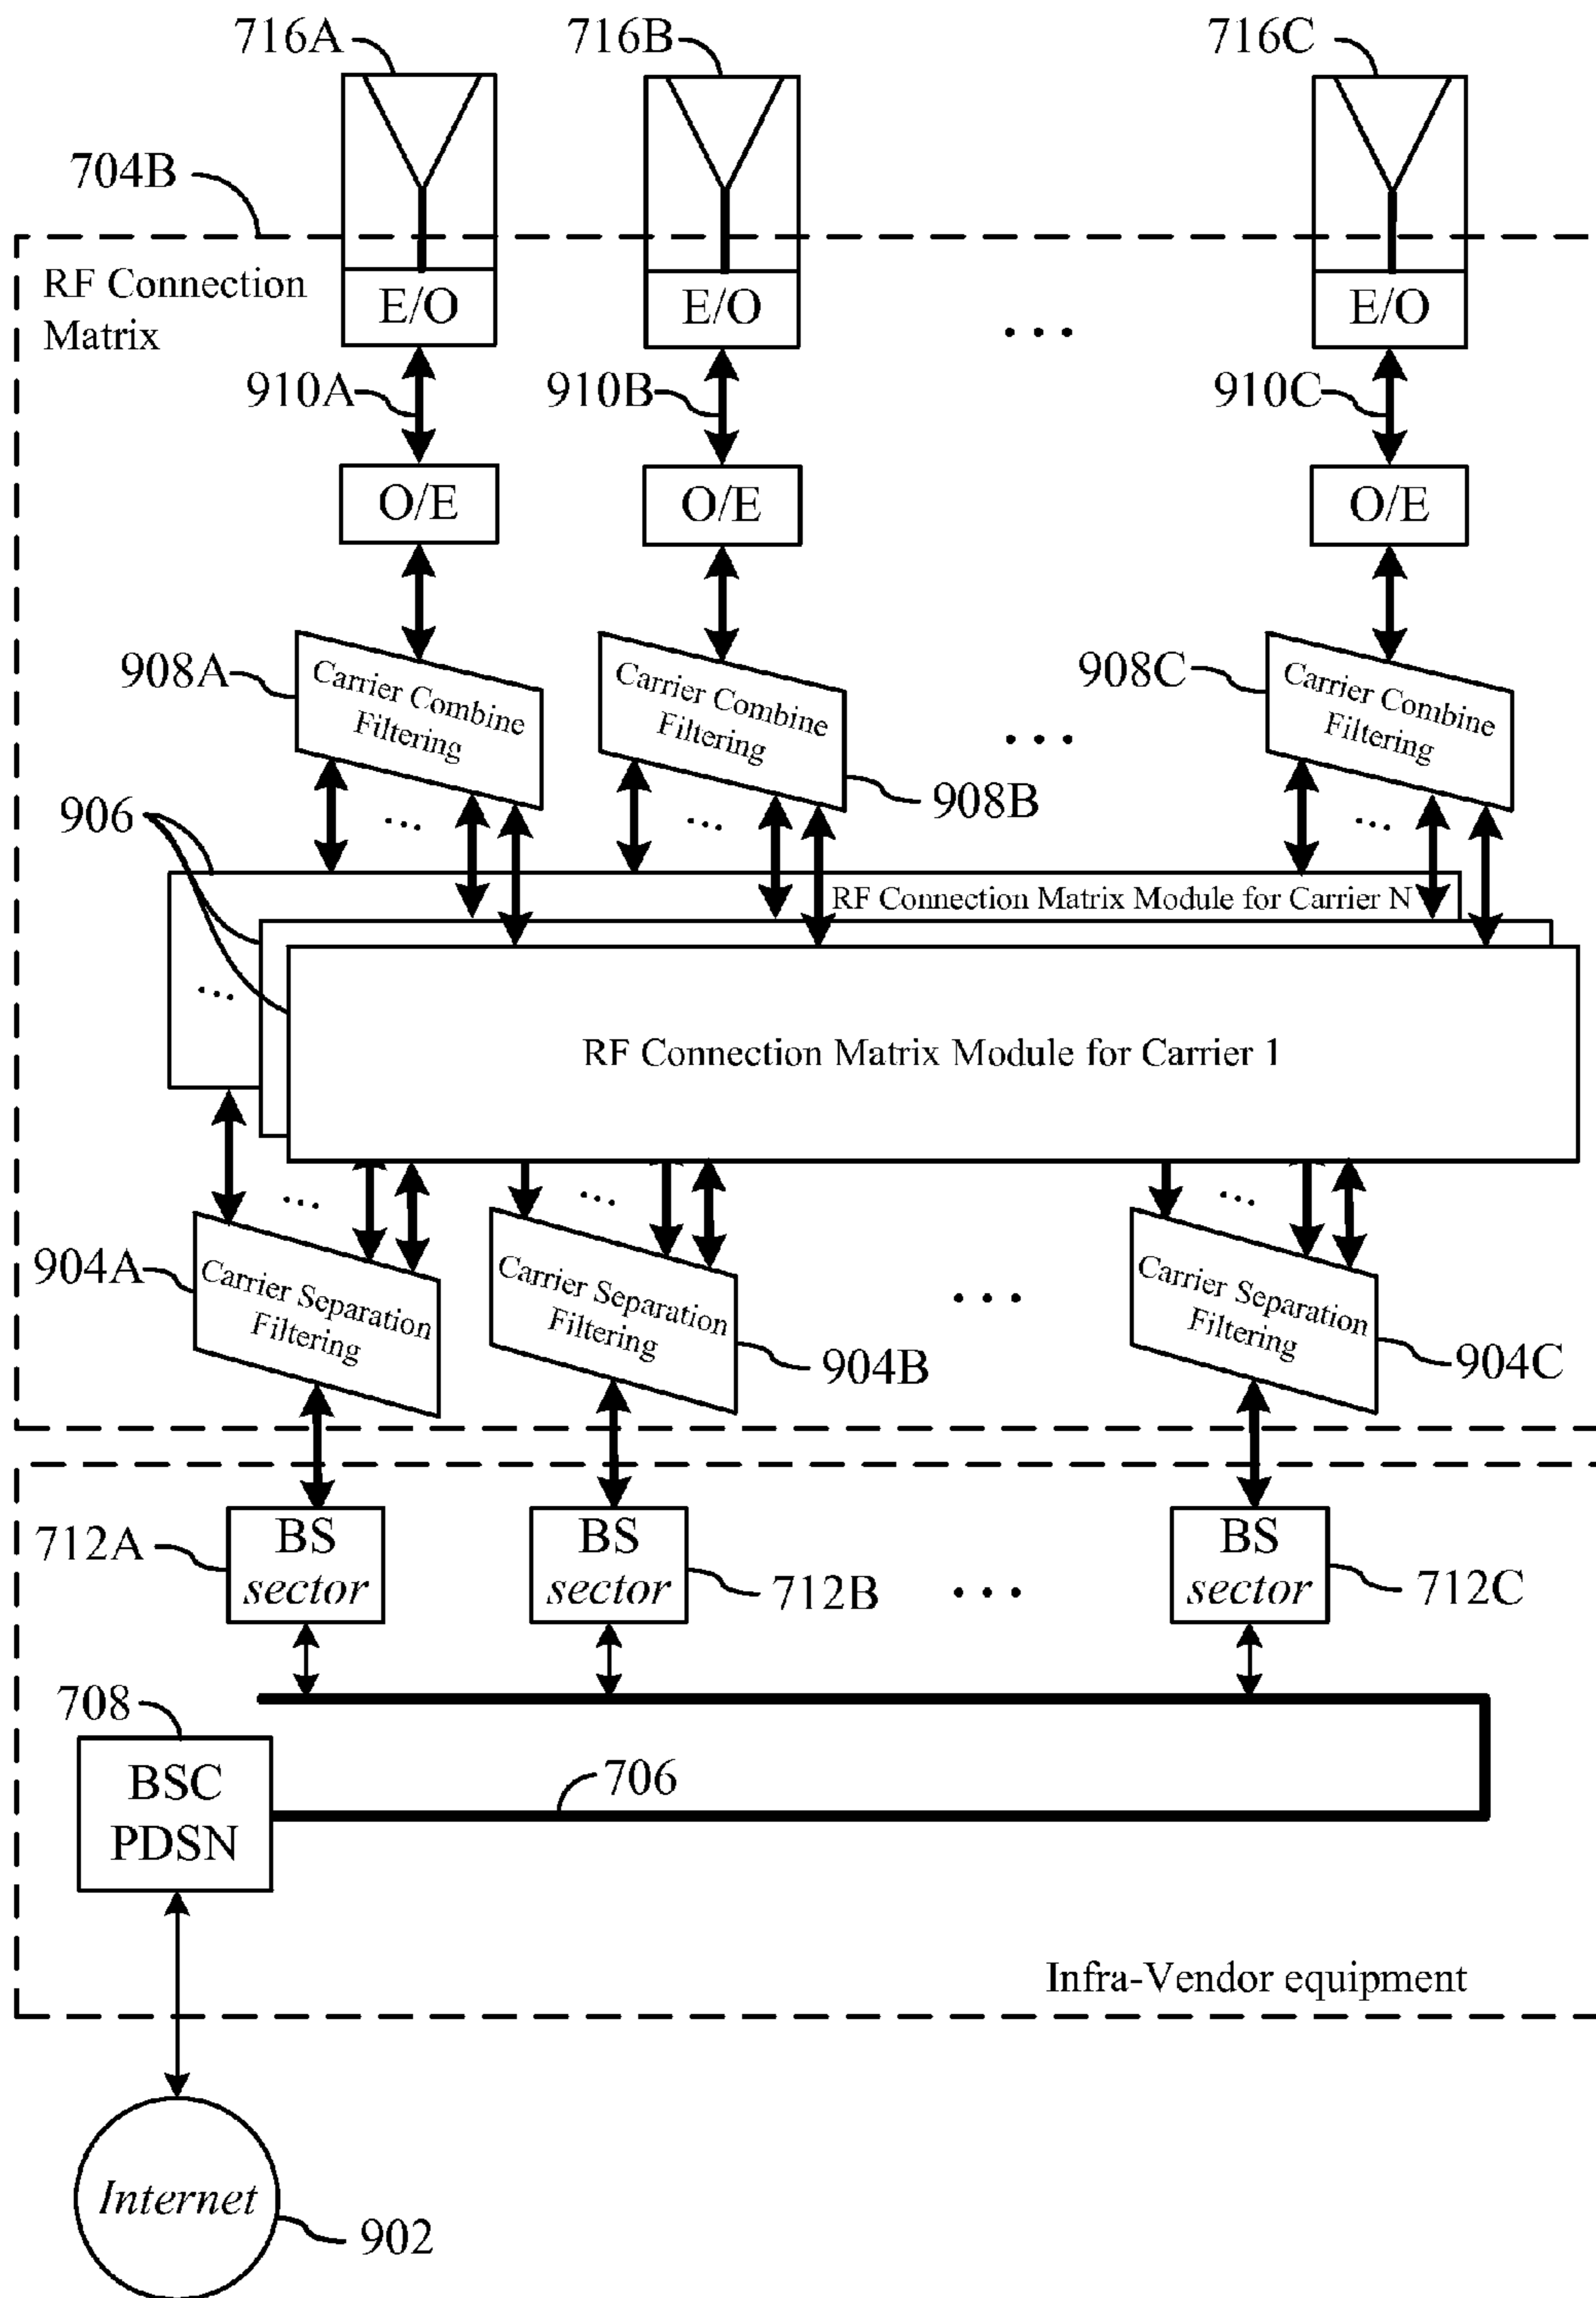 716A
716B
716C
704B
RF Connection
Matrix
E/O
E/O
...
E/O
910A
910B
910C
O/E
O/E
O/E
908A
Carrier Combine
Filtering
Carrier Combine
Filtering
908B
...
908C
Carrier Combine
Filtering
906
...
...
...
RF Connection Matrix Module for Carrier N
...
RF Connection Matrix Module for Carrier 1
...
...
...
904A
Carrier Separation
Filtering
Carrier Separation
Filtering
904B
...
Carrier Separation
Filtering
904C
712A
BS
sector
BS
sector
712B
...
BS
sector
712C
708
BSC
PDSN
706
Infra-Vendor equipment
Internet
902